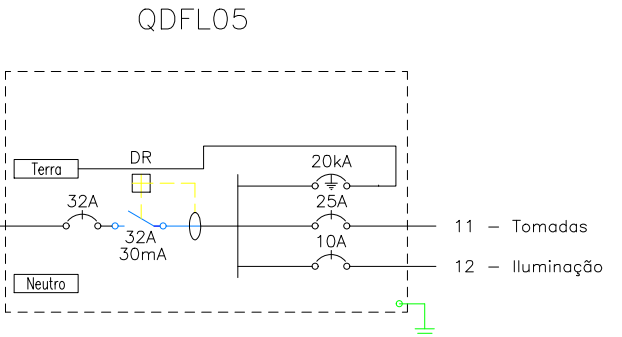 QDFL05
DR
20kA
Terra
32A
25A
11 – Tomadas
32A
30mA
10A
12 – Iluminação
Neutro